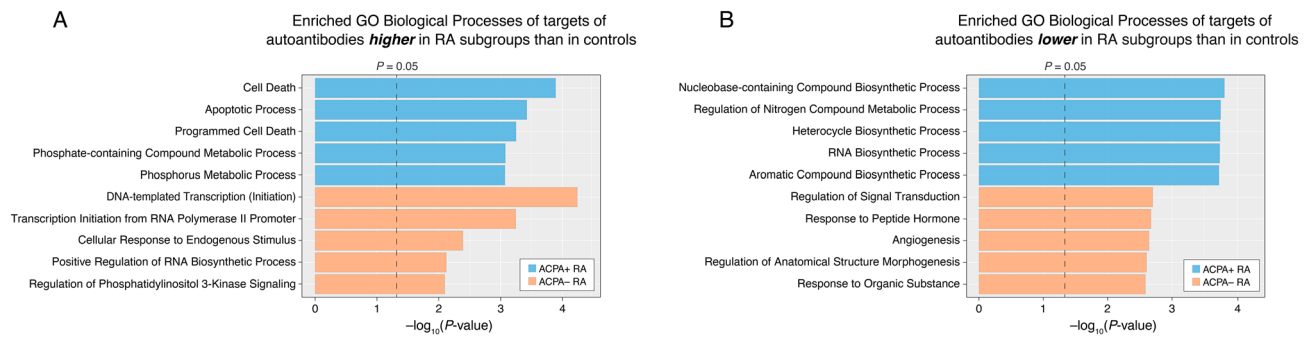 A
Enriched GO Biological Processes of targets of
autoantibodies higher in RA subgroups than in controls
P = 0.05
Cell Death
Apoptotic Process
Programmed Cell Death
Phosphate-containing Compound Metabolic Process
Phosphorus Metabolic Process
DNA-templated Transcription (Initiation)
Transcription Initiation from RNA Polymerase II Promoter
Cellular Response to Endogenous Stimulus
Positive Regulation of RNA Biosynthetic Process
Regulation of Phosphatidylinositol 3-Kinase Signaling
ACPA+ RA
ACPA– RA
0 1 2 3 4
–log10(P-value)
B
Enriched GO Biological Processes of targets of
autoantibodies lower in RA subgroups than in controls
P = 0.05
Nucleobase-containing Compound Biosynthetic Process
Regulation of Nitrogen Compound Metabolic Process
Heterocycle Biosynthetic Process
RNA Biosynthetic Process
Aromatic Compound Biosynthetic Process
Regulation of Signal Transduction
Response to Peptide Hormone
Angiogenesis
Regulation of Anatomical Structure Morphogenesis
Response to Organic Substance
ACPA+ RA
ACPA– RA
0 1 2 3 4
–log10(P-value)